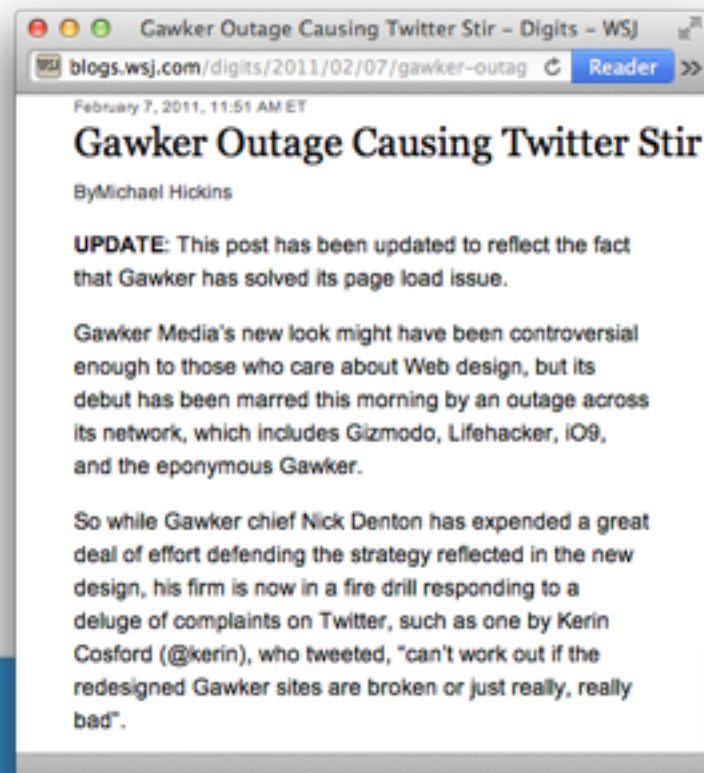 Gawker Outage Causing Twitter Stir – Digits – WSJ
WSJ blogs.wsj.com/digits/2011/02/07/gawker-outag Reader »
February 7, 2011, 11:51 AM ET
Gawker Outage Causing Twitter Stir
ByMichael Hickins
UPDATE: This post has been updated to reflect the fact
that Gawker has solved its page load issue.
Gawker Media's new look might have been controversial
enough to those who care about Web design, but its
debut has been marred this morning by an outage across
its network, which includes Gizmodo, Lifehacker, iO9,
and the eponymous Gawker.
So while Gawker chief Nick Denton has expended a great
deal of effort defending the strategy reflected in the new
design, his firm is now in a fire drill responding to a
deluge of complaints on Twitter, such as one by Kerin
Cosford (@kerin), who tweeted, "can't work out if the
redesigned Gawker sites are broken or just really, really
bad".